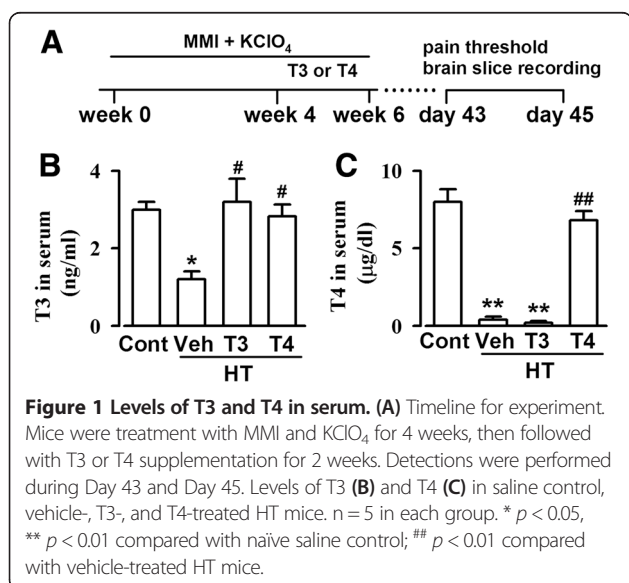 A
MMI + KClO₄
T3 or T4
pain threshold
brain slice recording
week 0 week 4 week 6 day 43 day 45
B
T3 in serum
(ng/ml)
4
2
0
*
#
#
Cont Veh T3 T4
HT
C
T4 in serum
(µg/dl)
10
5
0
**
**
##
Cont Veh T3 T4
HT
Figure 1 Levels of T3 and T4 in serum. (A) Timeline for experiment.
Mice were treatment with MMI and KClO₄ for 4 weeks, then followed
with T3 or T4 supplementation for 2 weeks. Detections were performed
during Day 43 and Day 45. Levels of T3 (B) and T4 (C) in saline control,
vehicle-, T3-, and T4-treated HT mice. n = 5 in each group. * p < 0.05,
** p < 0.01 compared with naïve saline control; ## p < 0.01 compared
with vehicle-treated HT mice.